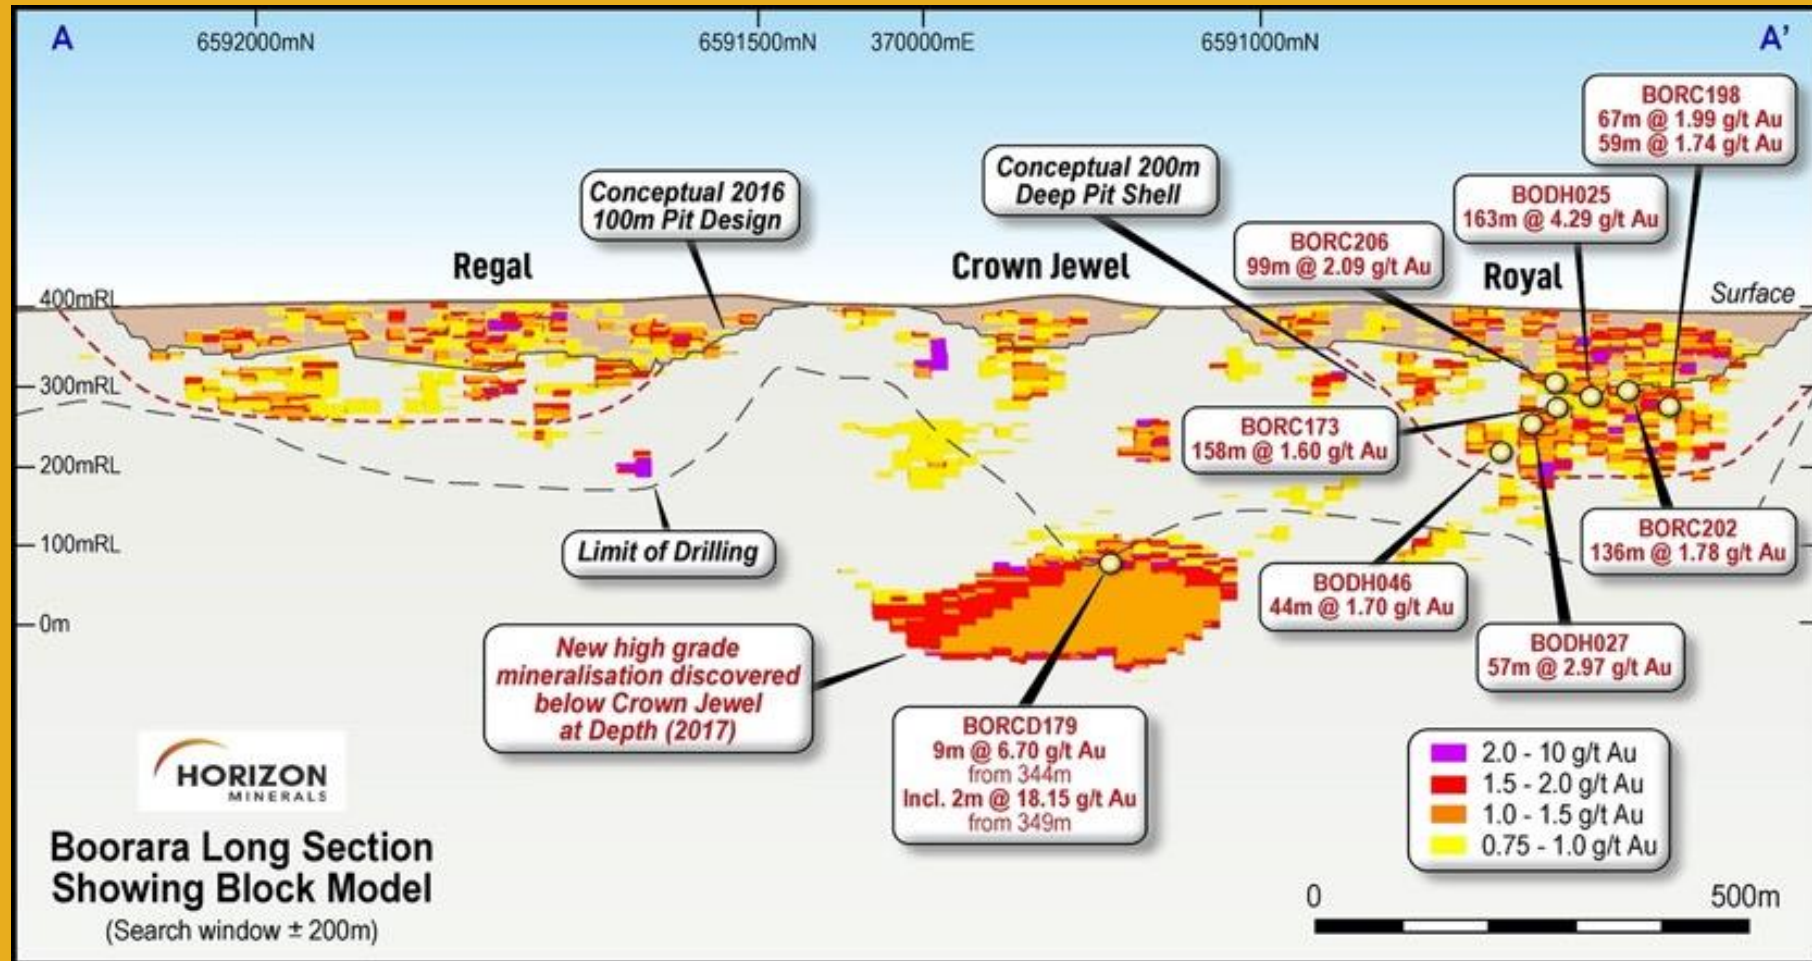 A
6592000mN
6591500mN
370000mE
6591000mN
A'
BORC198
67m @ 1.99 g/t Au
59m @ 1.74 g/t Au
Conceptual 200m
Deep Pit Shell
Conceptual 2016
100m Pit Design
BODH025
163m @ 4.29 g/t Au
BORC206
99m @ 2.09 g/t Au
Regal
Crown Jewel
Royal
Surface
400mRL
300mRL
200mRL
100mRL
0m
BORC173
158m @ 1.60 g/t Au
Limit of Drilling
BORC202
136m @ 1.78 g/t Au
BODH046
44m @ 1.70 g/t Au
BODH027
57m @ 2.97 g/t Au
New high grade
mineralisation discovered
below Crown Jewel
at Depth (2017)
BORCD179
9m @ 6.70 g/t Au
from 344m
Incl. 2m @ 18.15 g/t Au
from 349m
2.0 - 10 g/t Au
1.5 - 2.0 g/t Au
1.0 - 1.5 g/t Au
0.75 - 1.0 g/t Au
HORIZON
MINERALS
Boorara Long Section
Showing Block Model
(Search window ± 200m)
0
500m